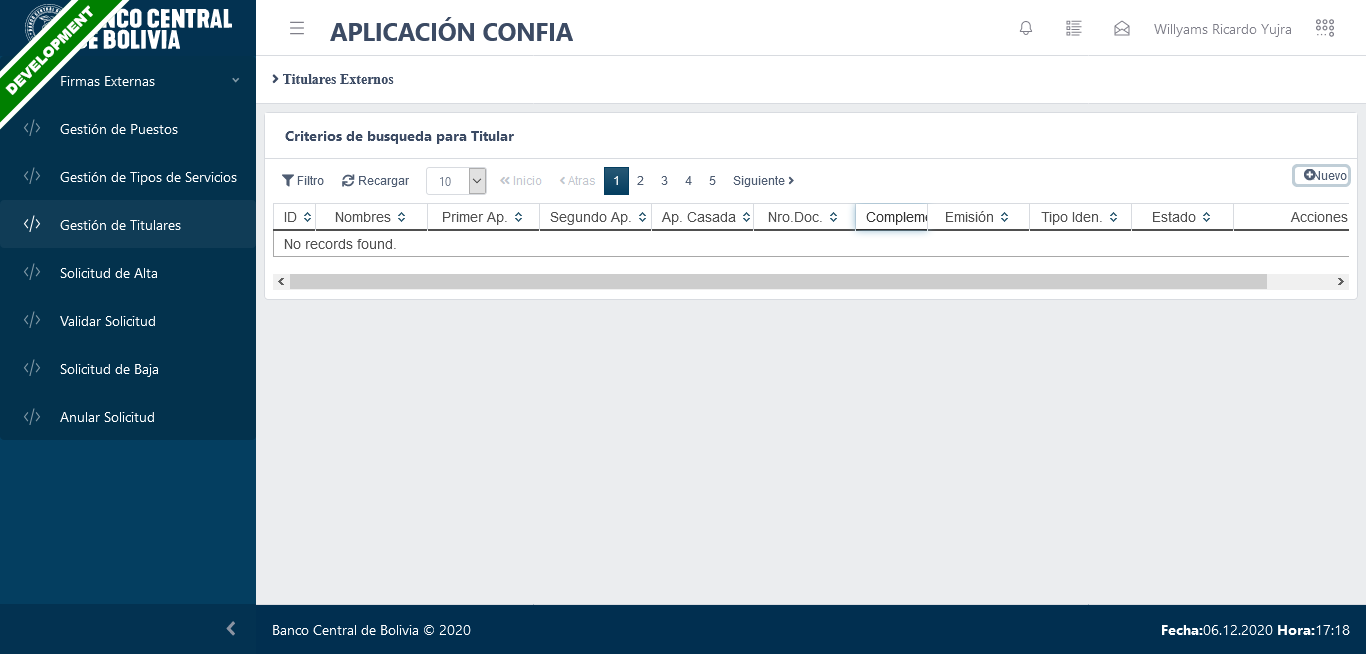 BANCO CENTRAL
DE BOLIVIA
DEVELOPMENT
APLICACIÓN CONFIA
Willyams Ricardo Yujra
Firmas Externas
Gestión de Puestos
Gestión de Tipos de Servicios
Gestión de Titulares
Solicitud de Alta
Validar Solicitud
Solicitud de Baja
Anular Solicitud
Titulares Externos
Criterios de busqueda para Titular
Filtro Recargar 10 Inicio Atras 1 2 3 4 5 Siguiente Nuevo
ID Nombres Primer Ap. Segundo Ap. Ap. Casada Nro.Doc. Compleme Emisión Tipo Iden. Estado Acciones
No records found.
Banco Central de Bolivia © 2020 Fecha:06.12.2020 Hora:17:18